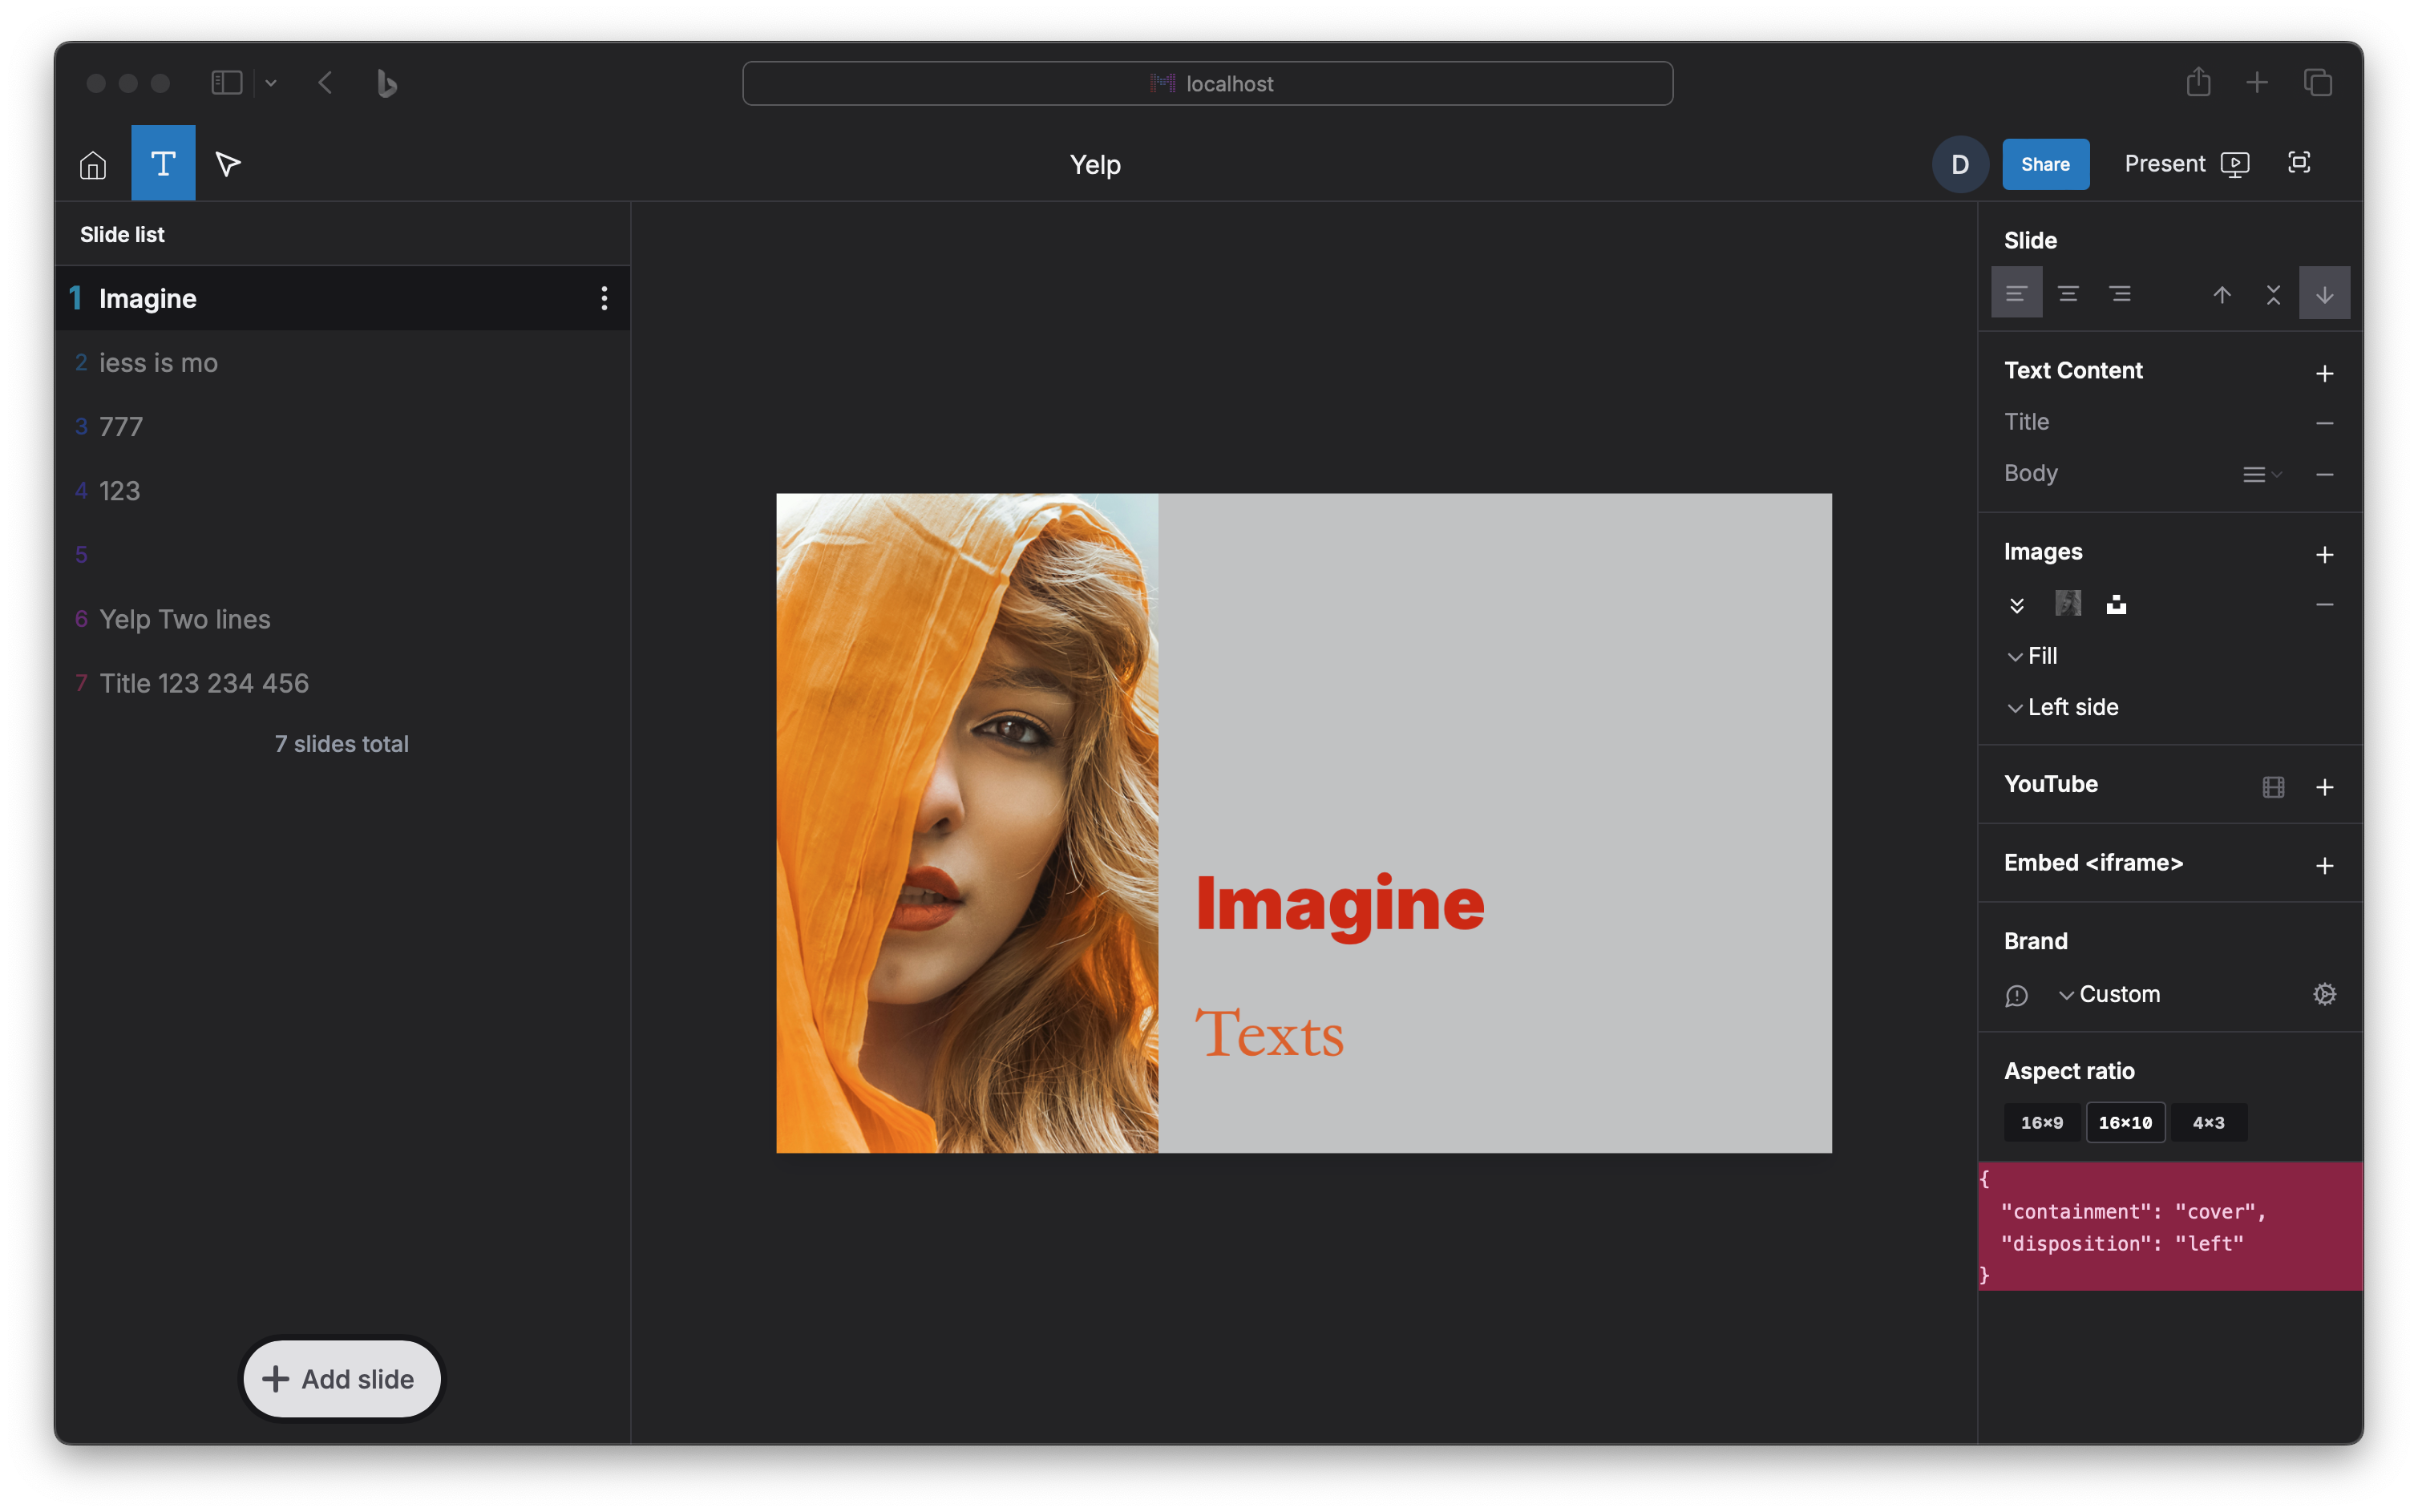 localhost
Yelp
D
Share
Present
Slide list
1 Imagine
2 iess is mo
3 777
4 123
5
6 Yelp Two lines
7 Title 123 234 456
7 slides total
Add slide
Imagine
Texts
Slide
Text Content
Title
Body
Images
Fill
Left side
YouTube
Embed <iframe>
Brand
Custom
Aspect ratio
16×9 16×10 4×3
{
"containment": "cover",
"disposition": "left"
}